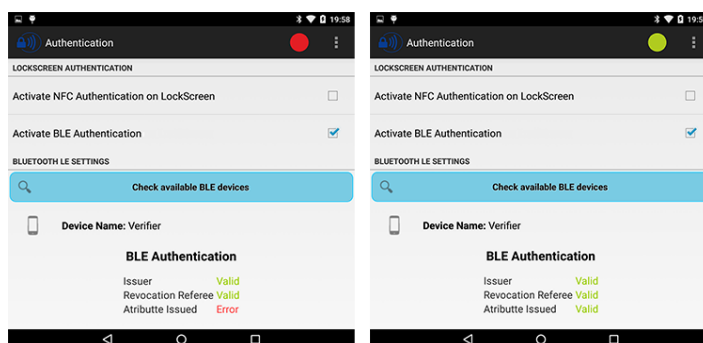 19:58
Authentication
LOCKSCREEN AUTHENTICATION
Activate NFC Authentication on LockScreen
Activate BLE Authentication
BLUETOOTH LE SETTINGS
Check available BLE devices
Device Name: Verifier
BLE Authentication
Issuer Valid
Revocation Referee Valid
Atributte Issued Error
19:5
Authentication
LOCKSCREEN AUTHENTICATION
Activate NFC Authentication on LockScreen
Activate BLE Authentication
BLUETOOTH LE SETTINGS
Check available BLE devices
Device Name: Verifier
BLE Authentication
Issuer Valid
Revocation Referee Valid
Atributte Issued Valid